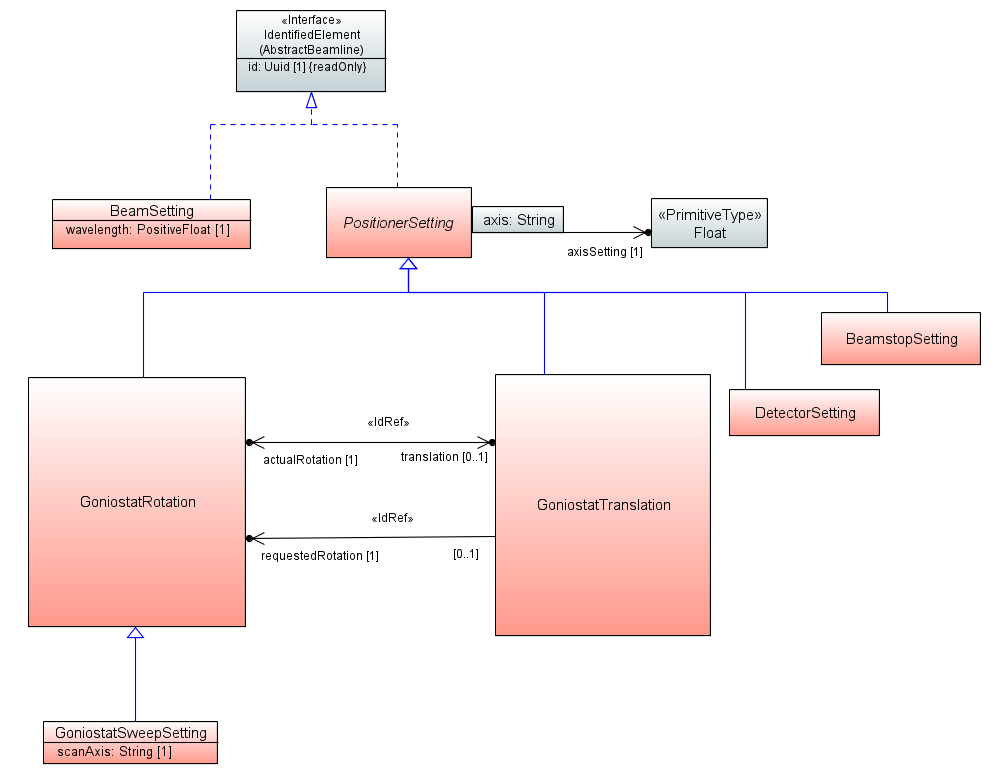 «Interface»
IdentifiedElement
(AbstractBeamline)
id: Uuid [1] {readOnly}
BeamSetting
wavelength: PositiveFloat [1]
PositionerSetting
axis: String
«PrimitiveType»
Float
axisSetting [1]
BeamstopSetting
DetectorSetting
«IdRef»
actualRotation [1]
translation [0..1]
GoniostatRotation
GoniostatTranslation
«IdRef»
requestedRotation [1]
[0..1]
GoniostatSweepSetting
scanAxis: String [1]